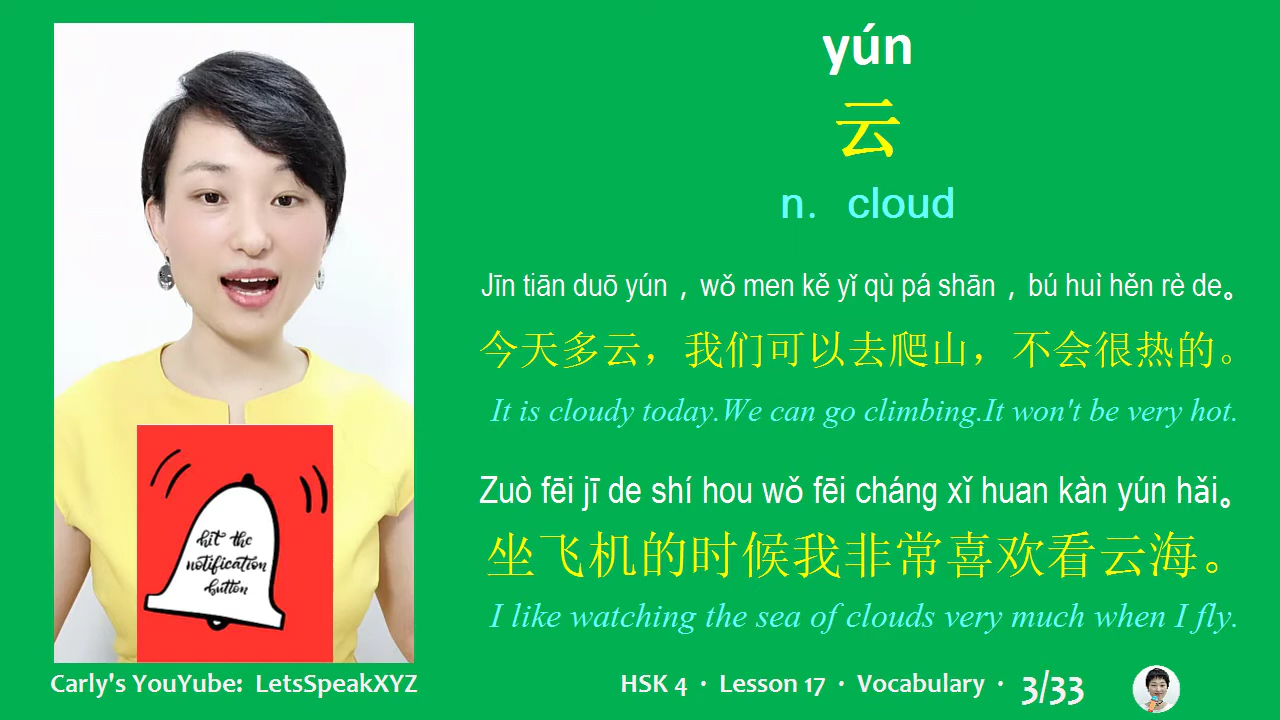 yún
云
n. cloud
Jīn tiān duō yún，wǒ men kě yǐ qù pá shān，bú huì hěn rè de。
今天多云，我们可以去爬山，不会很热的。
It is cloudy today.We can go climbing.It won't be very hot.
Zuò fēi jī de shí hou wǒ fēi cháng xǐ huan kàn yún hǎi。
坐飞机的时候我非常喜欢看云海。
I like watching the sea of clouds very much when I fly.
hit the
notification
button
Carly's YouYube: LetsSpeakXYZ
HSK 4 · Lesson 17 · Vocabulary · 3/33